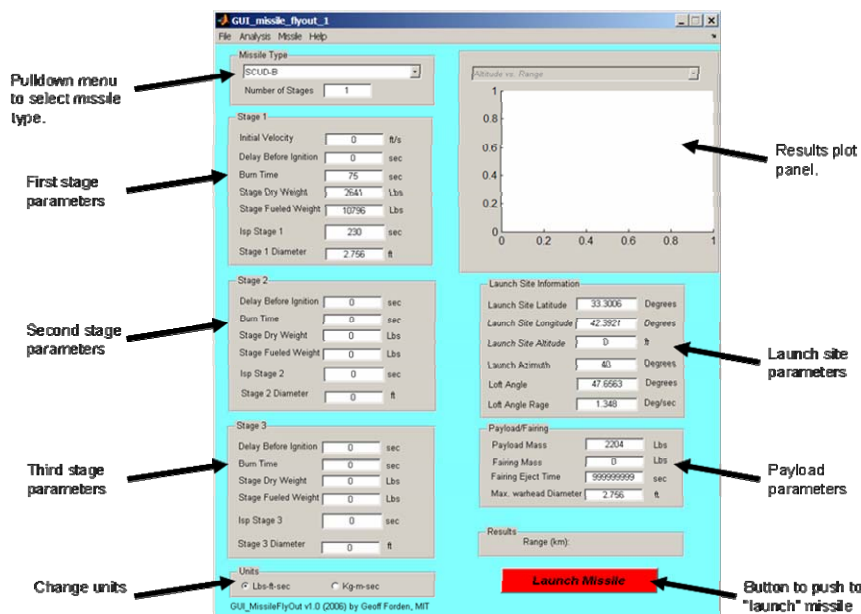 GUI_missile_flyout_1
File Analysis Missile Help
Pulldown menu
to select missile
type.
Missile Type
SCUD-B
Number of Stages 1
First stage
parameters
Stage 1
Initial Velocity 0 ft/s
Delay Before Ignition 0 sec
Burn Time 75 sec
Stage Dry Weight 2641 Lbs
Stage Fueled Weight 10796 Lbs
Isp Stage 1 230 sec
Stage 1 Diameter 2.756 ft
Second stage
parameters
Stage 2
Delay Before Ignition 0 sec
Burn Time 0 sec
Stage Dry Weight 0 Lbs
Stage Fueled Weight 0 Lbs
Isp Stage 2 0 sec
Stage 2 Diameter 0 ft
Third stage
parameters
Stage 3
Delay Before Ignition 0 sec
Burn Time 0 sec
Stage Dry Weight 0 Lbs
Stage Fueled Weight 0 Lbs
Isp Stage 3 0 sec
Stage 3 Diameter 0 ft
Change units
Units
Lbs-ft-sec Kg-m-sec
GUI_MissileFlyOut v1.0 (2006) by Geoff Forden, MIT
Altitude vs. Range
1
0.8
0.6
0.4
0.2
0
0 0.2 0.4 0.6 0.8 1
Results plot
panel.
Launch Site Information
Launch Site Latitude 33.3006 Degrees
Launch Site Longitude 42.3921 Degrees
Launch Site Altitude 0 ft
Launch Azimuth Degrees
Loft Angle 47.6563 Degrees
Loft Angle Rage 1.348 Deg/sec
Launch site
parameters
Payload/Fairing
Payload Mass 2204 Lbs
Fairing Mass 0 Lbs
Fairing Eject Time 999999999 sec
Max. warhead Diameter 2.756 ft
Payload
parameters
Results
Range (km):
Launch Missile
Button to push to
"launch" missile